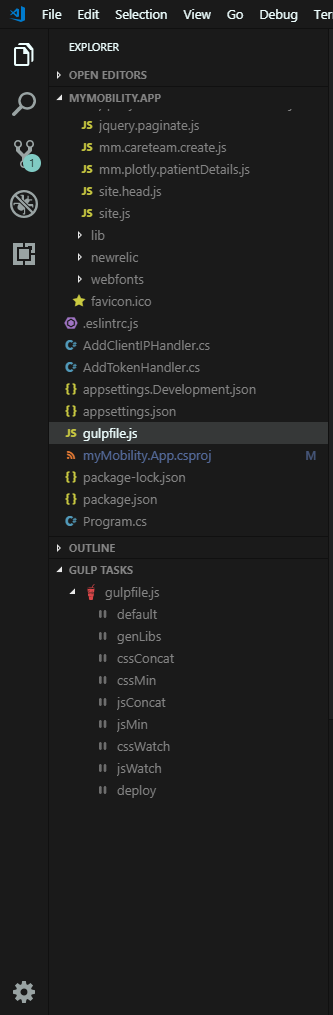 File Edit Selection View Go Debug
EXPLORER
OPEN EDITORS
MYMOBILITY.APP
JS jquery.paginate.js
JS mm.careteam.create.js
JS mm.plotly.patientDetails.js
JS site.head.js
JS site.js
lib
1
newrelic
webfonts
favicon.ico
.eslintrc.js
C# AddClientIPHandler.cs
C# AddTokenHandler.cs
{} appsettings.Development.json
{} appsettings.json
JS gulpfile.js
myMobility.App.csproj M
{} package-lock.json
{} package.json
C# Program.cs
OUTLINE
GULP TASKS
gulpfile.js
default
genLibs
cssConcat
cssMin
jsConcat
jsMin
cssWatch
jsWatch
deploy